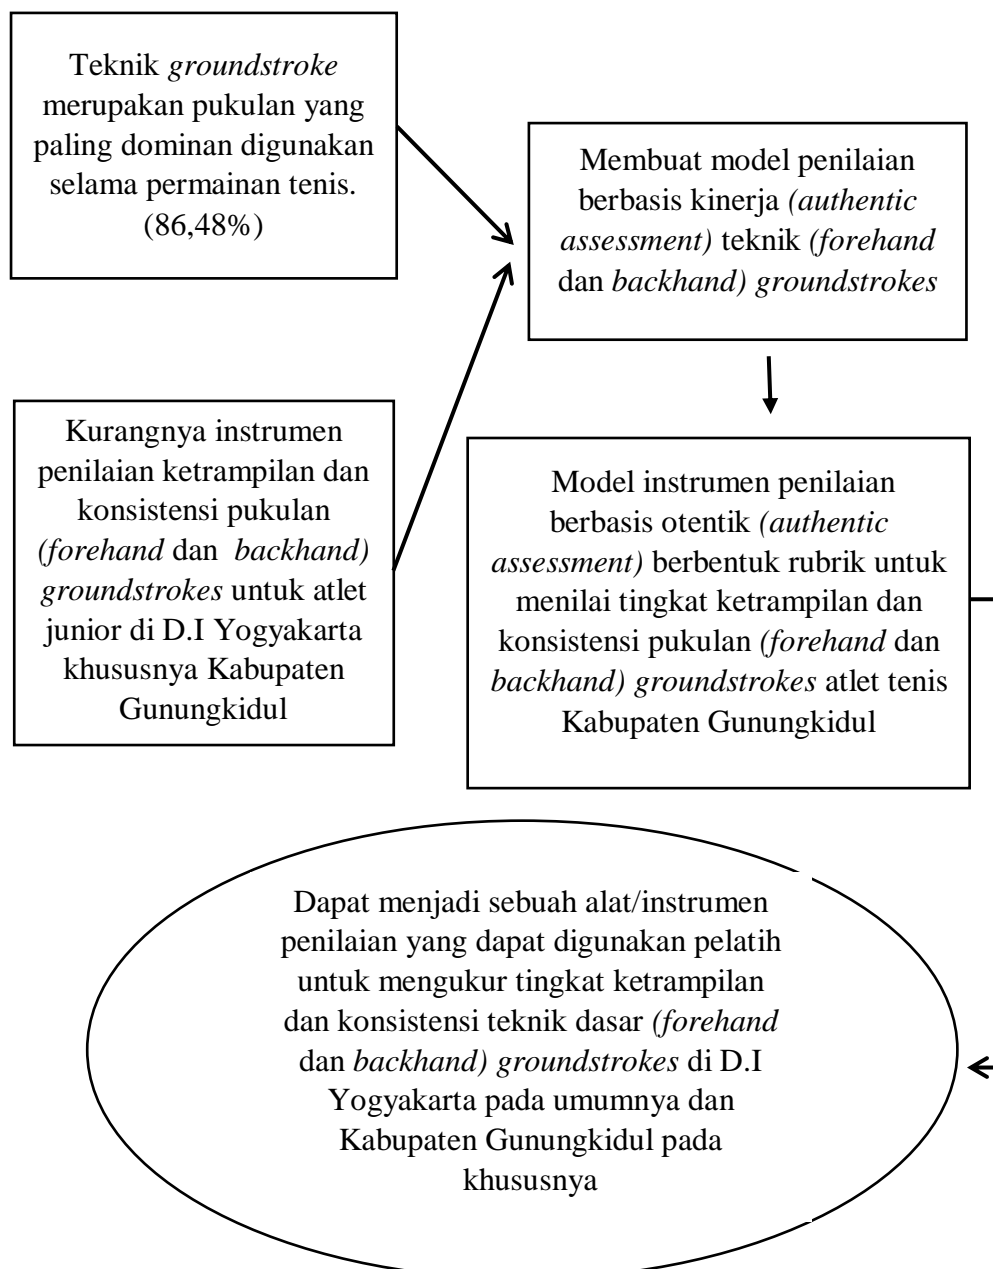 Teknik groundstroke
merupakan pukulan yang
paling dominan digunakan
selama permainan tenis.
(86,48%)
Membuat model penilaian
berbasis kinerja (authentic
assessment) teknik (forehand
dan backhand) groundstrokes
Kurangnya instrumen
penilaian ketrampilan dan
konsistensi pukulan
(forehand dan backhand)
groundstrokes untuk atlet
junior di D.I Yogyakarta
khususnya Kabupaten
Gunungkidul
Model instrumen penilaian
berbasis otentik (authentic
assessment) berbentuk rubrik untuk
menilai tingkat ketrampilan dan
konsistensi pukulan (forehand dan
backhand) groundstrokes atlet tenis
Kabupaten Gunungkidul
Dapat menjadi sebuah alat/instrumen
penilaian yang dapat digunakan pelatih
untuk mengukur tingkat ketrampilan
dan konsistensi teknik dasar (forehand
dan backhand) groundstrokes di D.I
Yogyakarta pada umumnya dan
Kabupaten Gunungkidul pada
khususnya